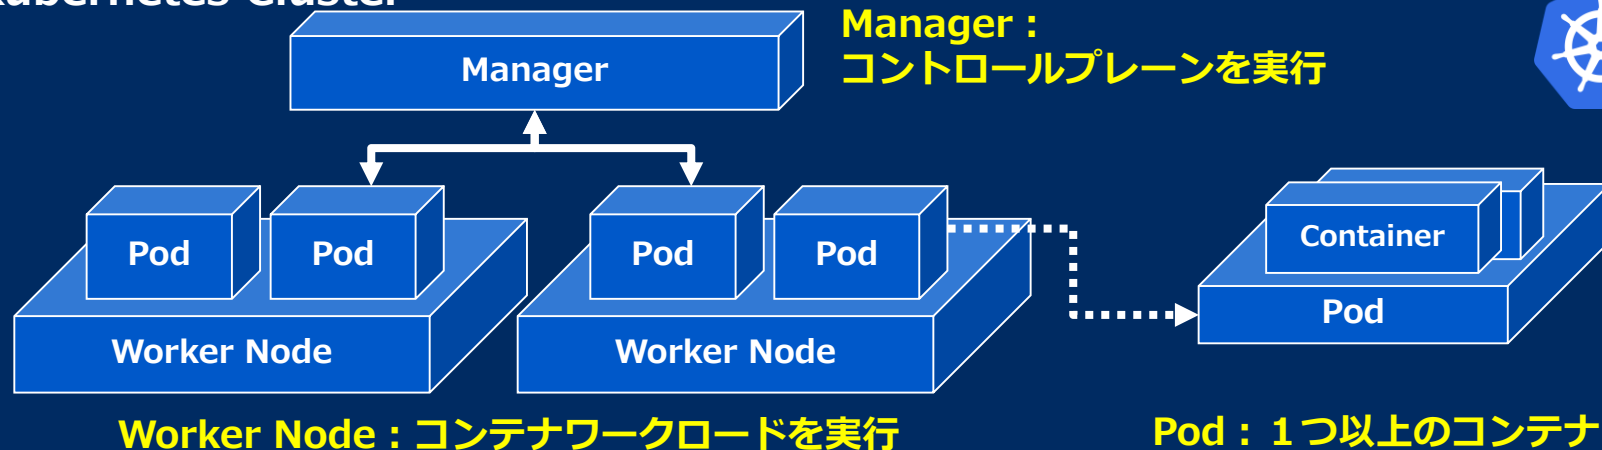 Kubernetes Cluster
Manager：
コントロールプレーンを実行
Manager
Pod
Pod
Pod
Pod
Container
Worker Node
Worker Node
Pod
Worker Node：コンテナワークロードを実行
Pod：１つ以上のコンテナ